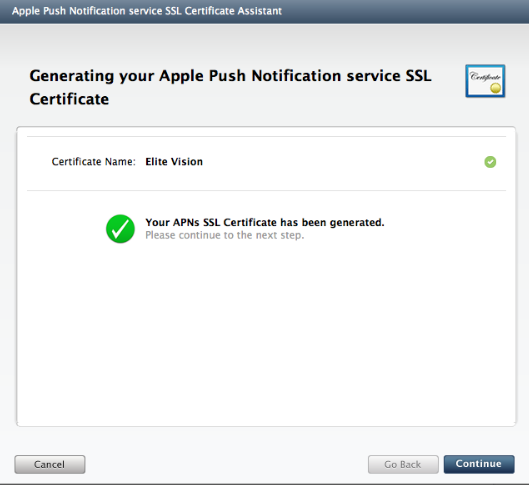 Apple Push Notification service SSL Certificate Assistant
Generating your Apple Push Notification service SSL
Certificate
Certificate
Certificate Name: Elite Vision
Your APNs SSL Certificate has been generated.
Please continue to the next step.
Cancel
Go Back
Continue